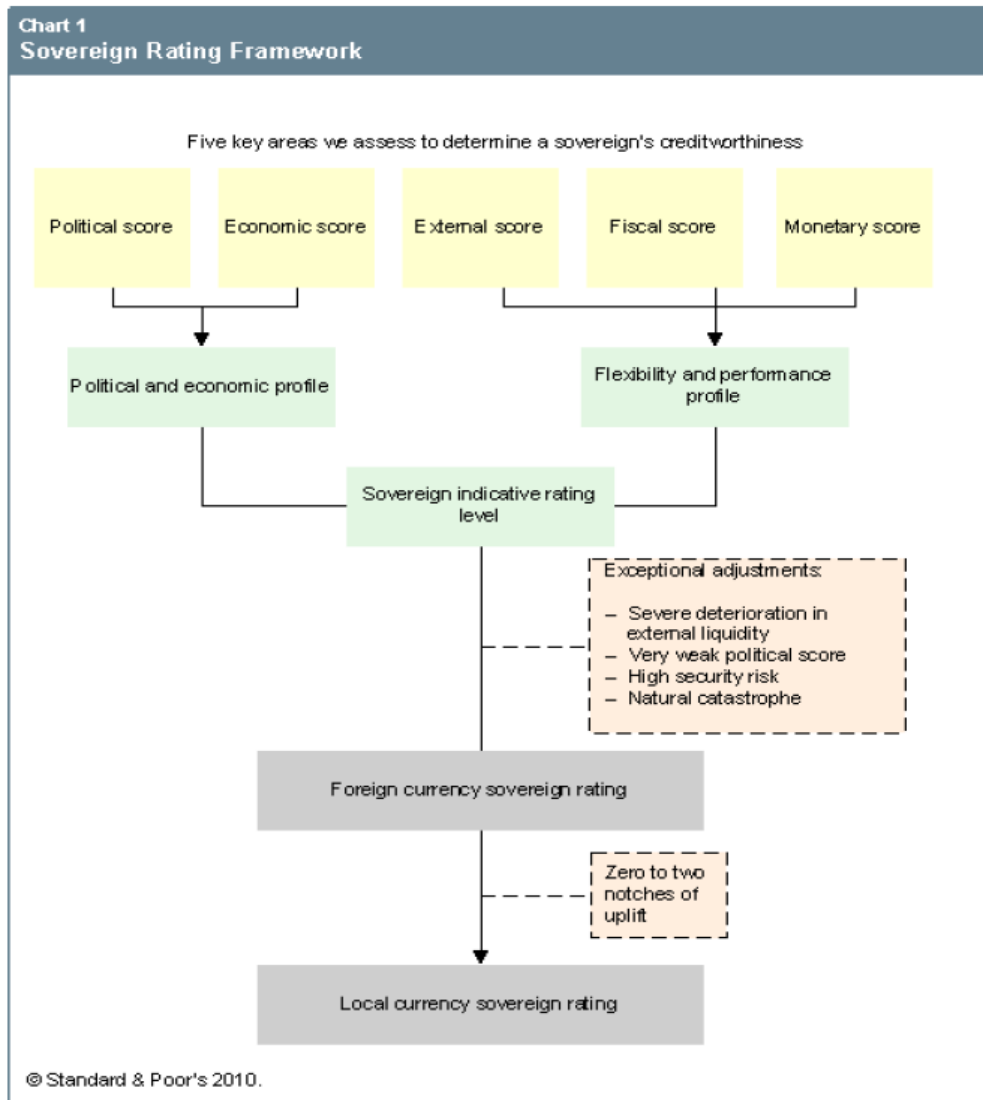 Chart 1
Sovereign Rating Framework
Five key areas we assess to determine a sovereign's creditworthiness
Political score
Economic score
External score
Fiscal score
Monetary score
Political and economic profile
Flexibility and performance
profile
Sovereign indicative rating
level
Exceptional adjustments:
– Severe deterioration in
external liquidity
– Very weak political score
– High security risk
– Natural catastrophe
Foreign currency sovereign rating
Zero to two
notches of
uplift
Local currency sovereign rating
© Standard & Poor's 2010.